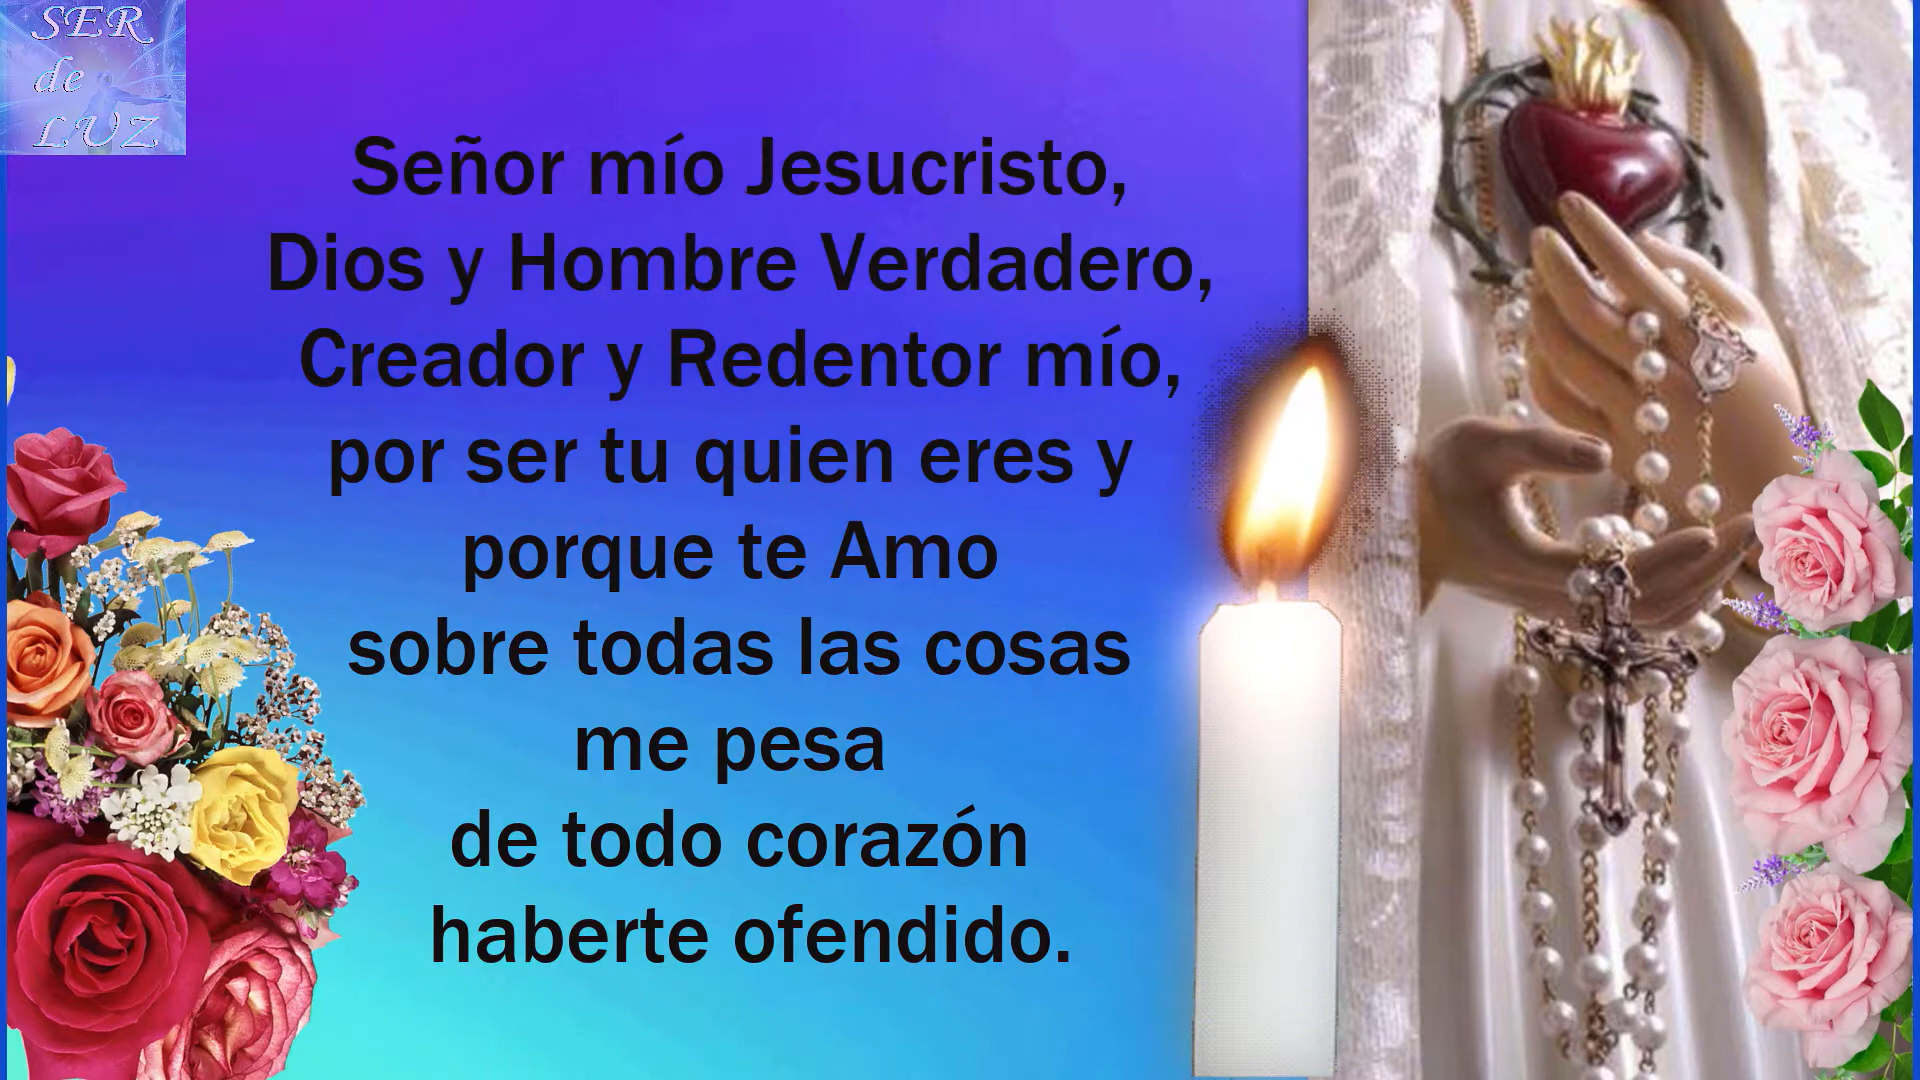 SER
de
LUZ
Señor mío Jesucristo,
Dios y Hombre Verdadero,
Creador y Redentor mío,
por ser tu quien eres y
porque te Amo
sobre todas las cosas
me pesa
de todo corazón
haberte ofendido.